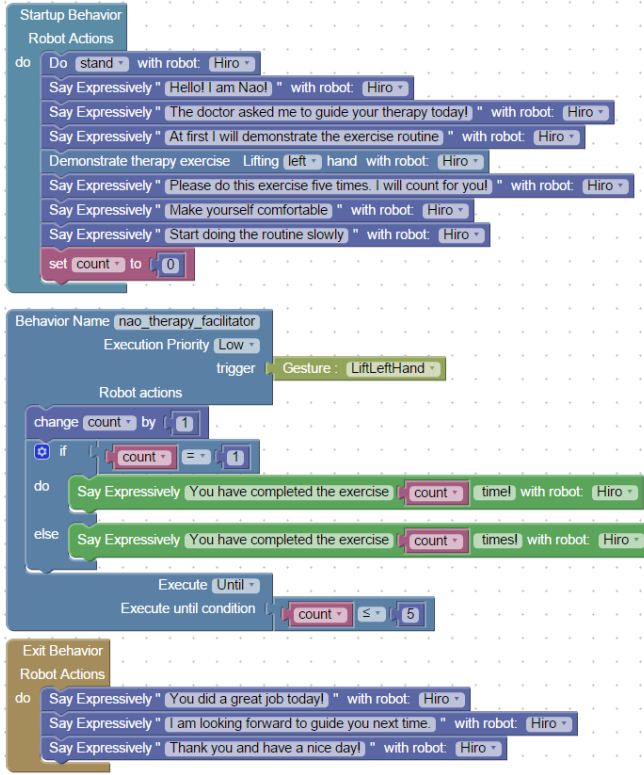 Startup Behavior
Robot Actions
do Do stand with robot: Hiro
Say Expressively " Hello! I am Nao! " with robot: Hiro
Say Expressively " The doctor asked me to guide your therapy today! " with robot: Hiro
Say Expressively " At first I will demonstrate the exercise routine " with robot: Hiro
Demonstrate therapy exercise Lifting left hand with robot: Hiro
Say Expressively " Please do this exercise five times. I will count for you! " with robot: Hiro
Say Expressively " Make yourself comfortable " with robot: Hiro
Say Expressively " Start doing the routine slowly " with robot: Hiro
set count to 0
Behavior Name nao_therapy_facilitator
Execution Priority Low
trigger Gesture : LiftLeftHand
Robot actions
change count by 1
if count = 1
do Say Expressively You have completed the exercise count time! with robot: Hiro
else Say Expressively You have completed the exercise count times! with robot: Hiro
Execute Until
Execute until condition count ≤ 5
Exit Behavior
Robot Actions
do Say Expressively " You did a great job today! " with robot: Hiro
Say Expressively " I am looking forward to guide you next time. " with robot: Hiro
Say Expressively " Thank you and have a nice day! " with robot: Hiro